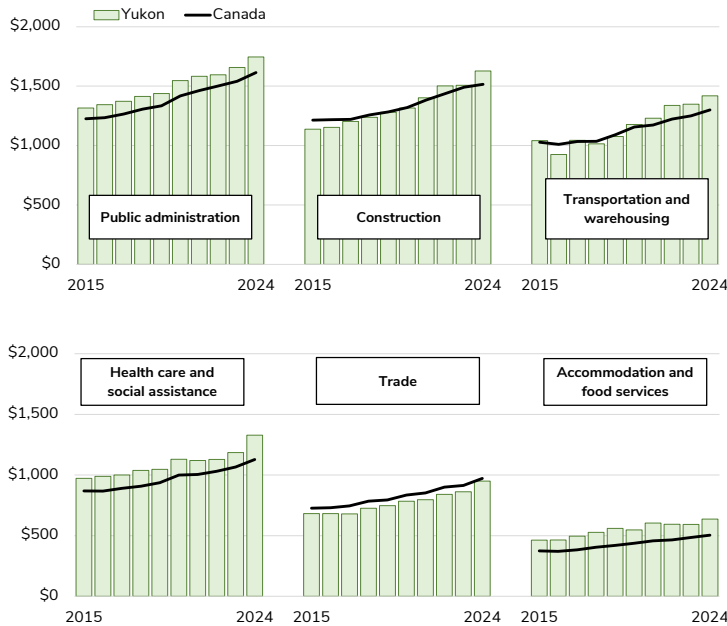 Yukon Canada
$2,000
$1,500
$1,000
$500
$0
Public administration
Construction
Transportation and
warehousing
2015 2024 2015 2024 2015 2024
$2,000
$1,500
$1,000
$500
$0
Health care and
social assistance
Trade
Accommodation and
food services
2015 2024 2015 2024 2015 2024